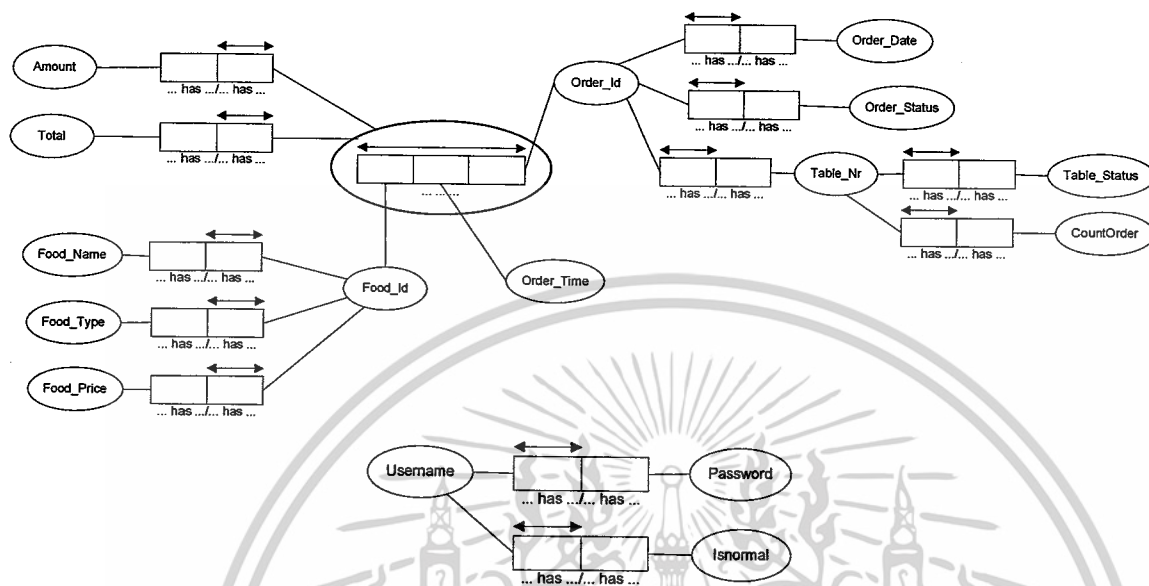 Order_Date
... has .../... has ...
Amount
Order_Id
... has .../... has ...
Order_Status
... has .../... has ...
Total
... has .../... has ...
Table_Nr
Table_Status
... has .../... has ...
... has .../... has ...
..........
CountOrder
... has .../... has ...
Food_Name
... has .../... has ...
Food_Id
Order_Time
Food_Type
... has .../... has ...
Food_Price
... has .../... has ...
Username
Password
... has .../... has ...
Isnormal
... has .../... has ...